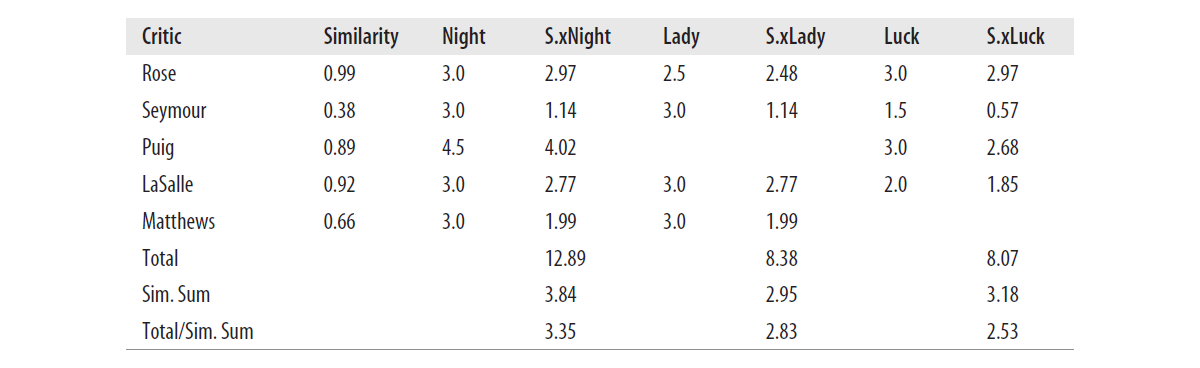 Critic Similarity Night S.xNight Lady S.xLady Luck S.xLuck
Rose 0.99 3.0 2.97 2.5 2.48 3.0 2.97
Seymour 0.38 3.0 1.14 3.0 1.14 1.5 0.57
Puig 0.89 4.5 4.02 3.0 2.68
LaSalle 0.92 3.0 2.77 3.0 2.77 2.0 1.85
Matthews 0.66 3.0 1.99 3.0 1.99
Total 12.89 8.38 8.07
Sim. Sum 3.84 2.95 3.18
Total/Sim. Sum 3.35 2.83 2.53